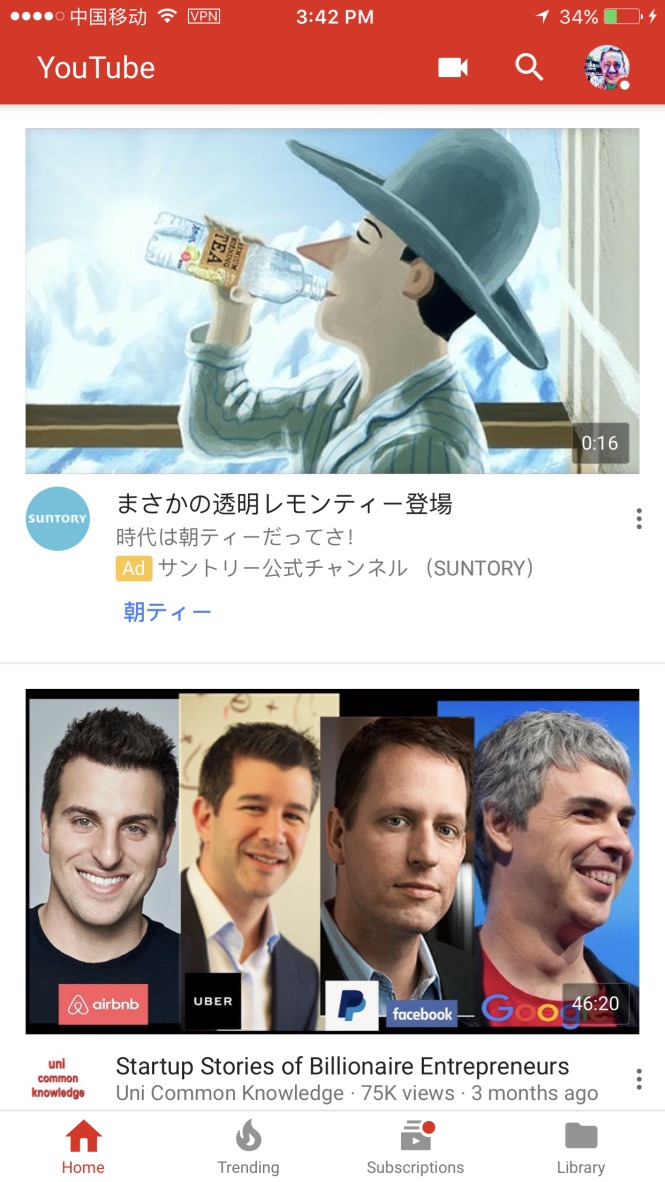 中国移动 VPN 3:42 PM 34%
YouTube
PREMIUM MORNING TEA
0:16
SUNTORY
まさかの透明レモンティー登場
時代は朝ティーだってさ!
Ad サントリー公式チャンネル (SUNTORY)
朝ティー
airbnb
UBER
facebook
Google
46:20
uni
common
knowledge
Startup Stories of Billionaire Entrepreneurs
Uni Common Knowledge · 75K views · 3 months ago
Home Trending Subscriptions Library